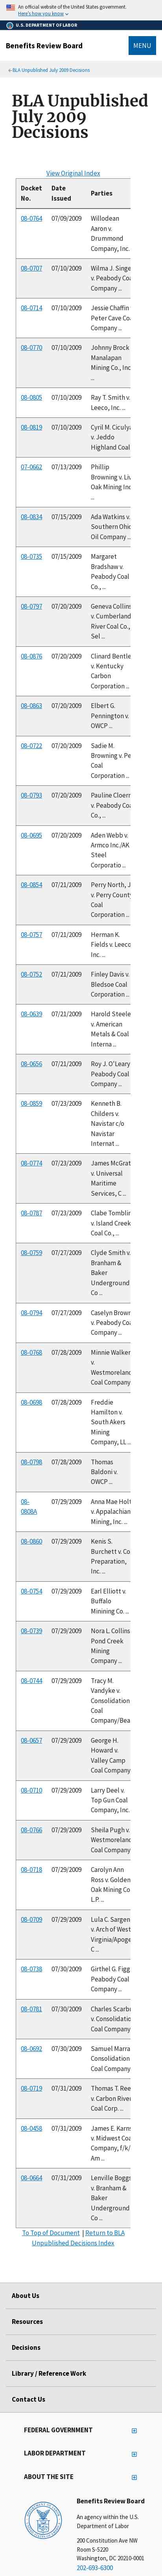 An official website of the United States government.
Here's how you know
U.S. DEPARTMENT OF LABOR
Benefits Review Board
MENU
BLA Unpublished July 2009 Decisions
BLA Unpublished
July 2009
Decisions
View Original Index
Docket
No.
Date
Issued
Parties
08-0764 07/09/2009 Willodean
Aaron v.
Drummond
Company, Inc.
08-0707 07/10/2009 Wilma J. Singe
v. Peabody Coa
Company ...
08-0714 07/10/2009 Jessie Chaffin
Peter Cave Coa
Company ...
08-0770 07/10/2009 Johnny Brock
Manalapan
Mining Co., Inc
...
08-0805 07/10/2009 Ray T. Smith v.
Leeco, Inc. ...
08-0819 07/10/2009 Cyril M. Ciculy
v. Jeddo
Highland Coal
07-0662 07/13/2009 Phillip
Browning v. Liv
Oak Mining Inc
...
08-0834 07/15/2009 Ada Watkins v.
Southern Ohio
Oil Company ...
08-0735 07/15/2009 Margaret
Bradshaw v.
Peabody Coal
Co., ...
08-0797 07/20/2009 Geneva Collins
v. Cumberland
River Coal Co.,
Sel ...
08-0876 07/20/2009 Clinard Bentle
v. Kentucky
Carbon
Corporation ...
08-0863 07/20/2009 Elbert G.
Pennington v.
OWCP ...
08-0722 07/20/2009 Sadie M.
Browning v. Pe
Coal
Corporation ...
08-0793 07/20/2009 Pauline Cloern
v. Peabody Coa
Co., ...
08-0695 07/20/2009 Aden Webb v.
Armco Inc./AK
Steel
Corporatio ...
08-0854 07/21/2009 Perry North, J
v. Perry County
Coal
Corporation ...
08-0757 07/21/2009 Herman K.
Fields v. Leeco
Inc. ...
08-0752 07/21/2009 Finley Davis v.
Bledsoe Coal
Corporation ...
08-0639 07/21/2009 Harold Steele
v. American
Metals & Coal
Interna ...
08-0656 07/21/2009 Roy J. O'Leary
Peabody Coal
Company ...
08-0859 07/23/2009 Kenneth B.
Childers v.
Navistar c/o
Navistar
Internat ...
08-0774 07/23/2009 James McGrat
v. Universal
Maritime
Services, C ...
08-0787 07/23/2009 Clabe Tomblin
v. Island Creek
Coal Co., ...
08-0759 07/27/2009 Clyde Smith v.
Branham &
Baker
Underground
Co ...
08-0794 07/27/2009 Caselyn Brown
v. Peabody Coa
Company ...
08-0768 07/28/2009 Minnie Walker
v.
Westmoreland
Coal Company
08-0698 07/28/2009 Freddie
Hamilton v.
South Akers
Mining
Company, LL ...
08-0798 07/28/2009 Thomas
Baldoni v.
OWCP ...
08-
0808A
07/29/2009 Anna Mae Holt
v. Appalachian
Mining, Inc. ...
08-0860 07/29/2009 Kenis S.
Burchett v. Co
Preparation,
Inc. ...
08-0754 07/29/2009 Earl Elliott v.
Buffalo
Minining Co. ...
08-0739 07/29/2009 Nora L. Collins
Pond Creek
Mining
Company ...
08-0744 07/29/2009 Tracy M.
Vandyke v.
Consolidation
Coal
Company/Bea
08-0657 07/29/2009 George H.
Howard v.
Valley Camp
Coal Company
08-0710 07/29/2009 Larry Deel v.
Top Gun Coal
Company, Inc.
08-0766 07/29/2009 Sheila Pugh v.
Westmoreland
Coal Company
08-0718 07/29/2009 Carolyn Ann
Ross v. Golden
Oak Mining Co
L.P. ...
08-0709 07/29/2009 Lula C. Sargen
v. Arch of West
Virginia/Apoge
C ...
08-0738 07/30/2009 Girthel G. Figg
Peabody Coal
Company ...
08-0781 07/30/2009 Charles Scarbr
v. Consolidatio
Coal Company
08-0692 07/30/2009 Samuel Marra
Consolidation
Coal Company
08-0719 07/31/2009 Thomas T. Ree
v. Carbon River
Coal Corp. ...
08-0458 07/31/2009 James E. Karns
v. Midwest Coa
Company, f/k/
Am ...
08-0664 07/31/2009 Lenville Boggs
v. Branham &
Baker
Underground
Co ...
To Top of Document | Return to BLA
Unpublished Decisions Index
About Us
Resources
Decisions
Library / Reference Work
Contact Us
FEDERAL GOVERNMENT
LABOR DEPARTMENT
ABOUT THE SITE
Benefits Review Board
An agency within the U.S.
Department of Labor
200 Constitution Ave NW
Room S-5220
Washington, DC 20210-0001
202-693-6300